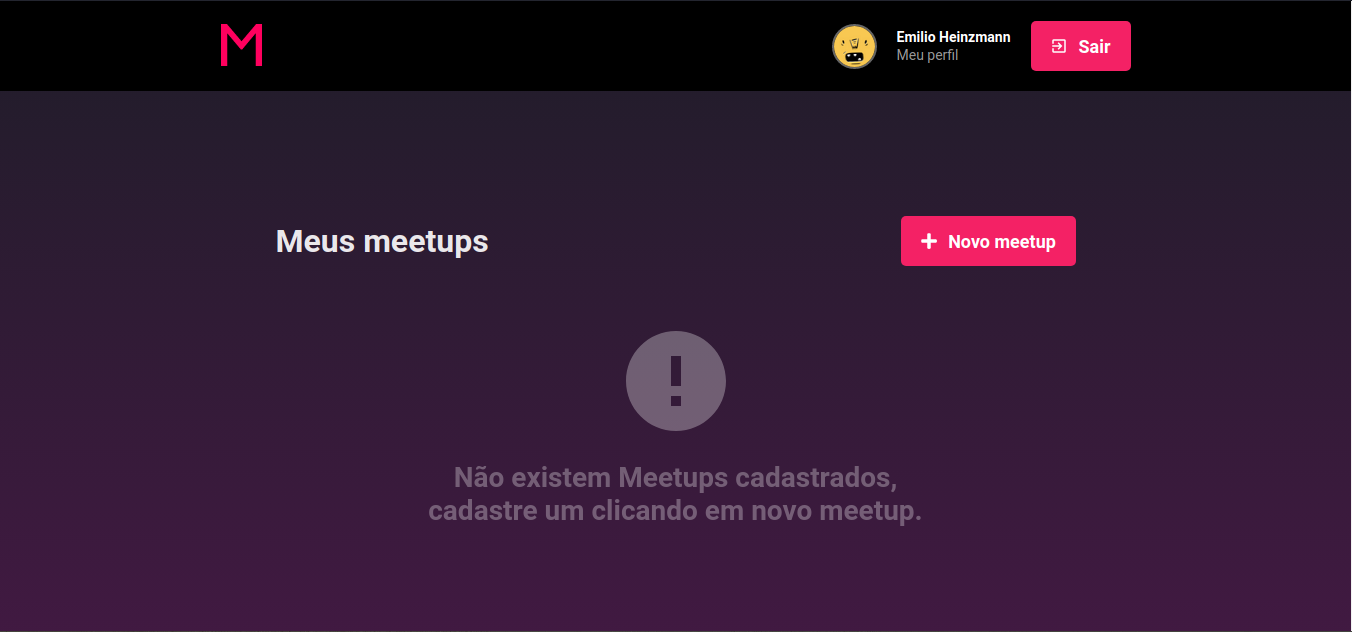 M
Emilio Heinzmann
Meu perfil
Sair
Meus meetups
Novo meetup
Não existem Meetups cadastrados,
cadastre um clicando em novo meetup.